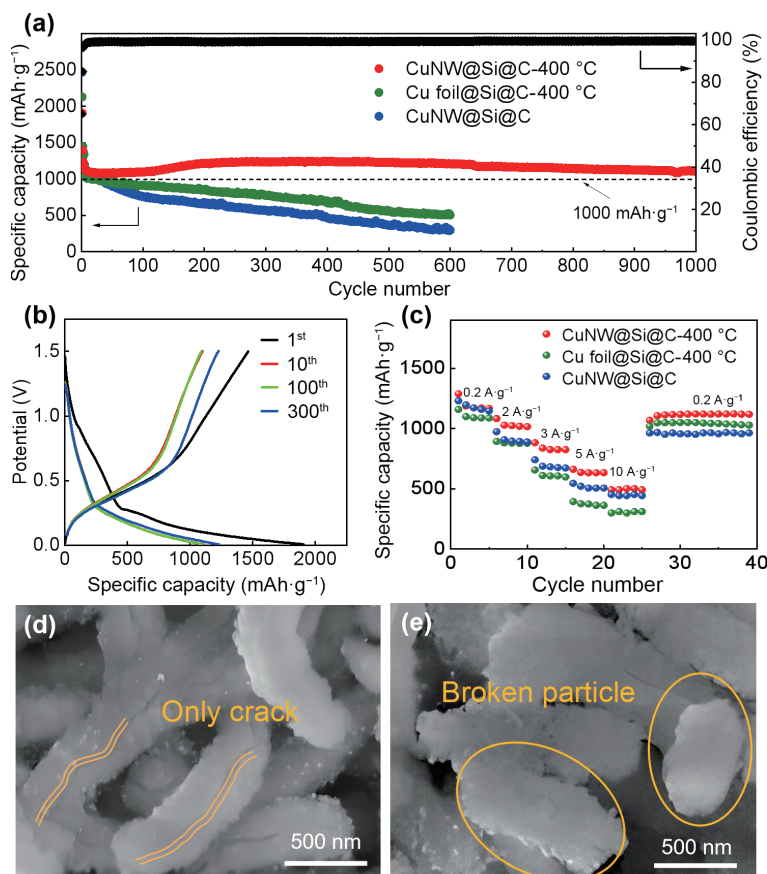 (a)
CuNW@Si@C-400 °C
Cu foil@Si@C-400 °C
CuNW@Si@C
1000 mAh·g⁻¹
Specific capacity (mAh·g⁻¹)
2500
2000
1500
1000
500
0
Coulombic efficiency (%)
100
80
60
40
20
0 100 200 300 400 500 600 700 800 900 1000
Cycle number
(b)
1st
10th
100th
300th
Potential (V)
1.5
1.0
0.5
0.0
0 500 1000 1500 2000
Specific capacity (mAh·g⁻¹)
(c)
CuNW@Si@C-400 °C
Cu foil@Si@C-400 °C
CuNW@Si@C
0.2 A·g⁻¹
2 A·g⁻¹
3 A·g⁻¹
5 A·g⁻¹
10 A·g⁻¹
0.2 A·g⁻¹
Specific capacity (mAh·g⁻¹)
1500
1000
500
0
0 10 20 30 40
Cycle number
(d)
Only crack
500 nm
(e)
Broken particle
500 nm